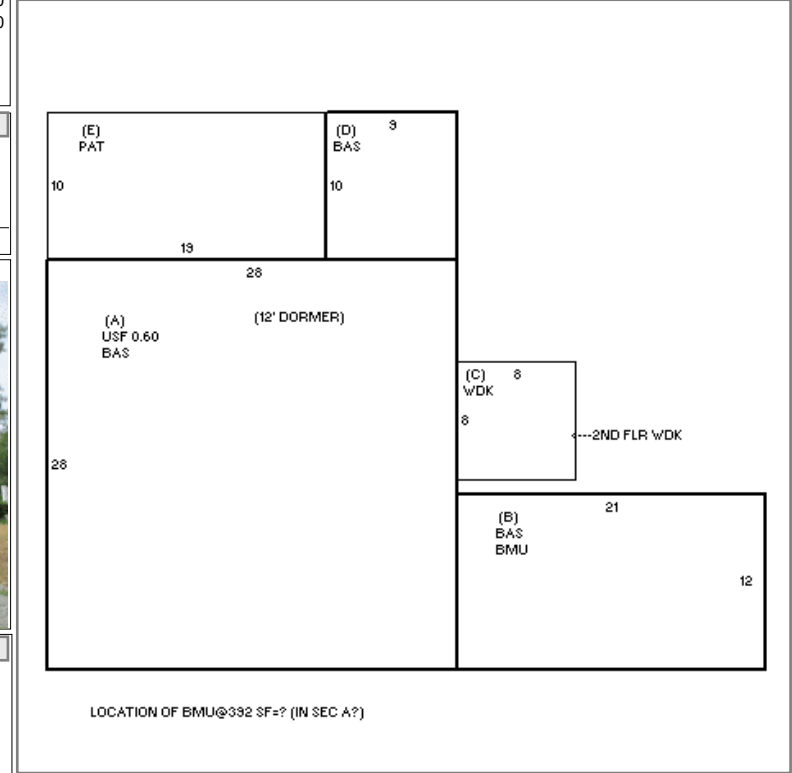 (E)
PAT
10
19
(D)
BAS
9
10
28
(12' DORMER)
(A)
USF 0.60
BAS
28
(C)
WDK
8
8
---2ND FLR WDK
21
(B)
BAS
BMU
12
LOCATION OF BMU@392 SF=? (IN SEC A?)